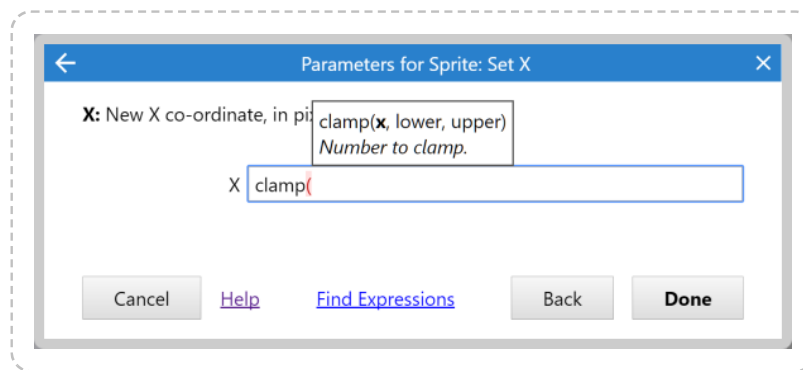 Parameters for Sprite: Set X
X: New X co-ordinate, in pi
clamp(x, lower, upper)
Number to clamp.
X clamp(
Cancel Help Find Expressions Back Done